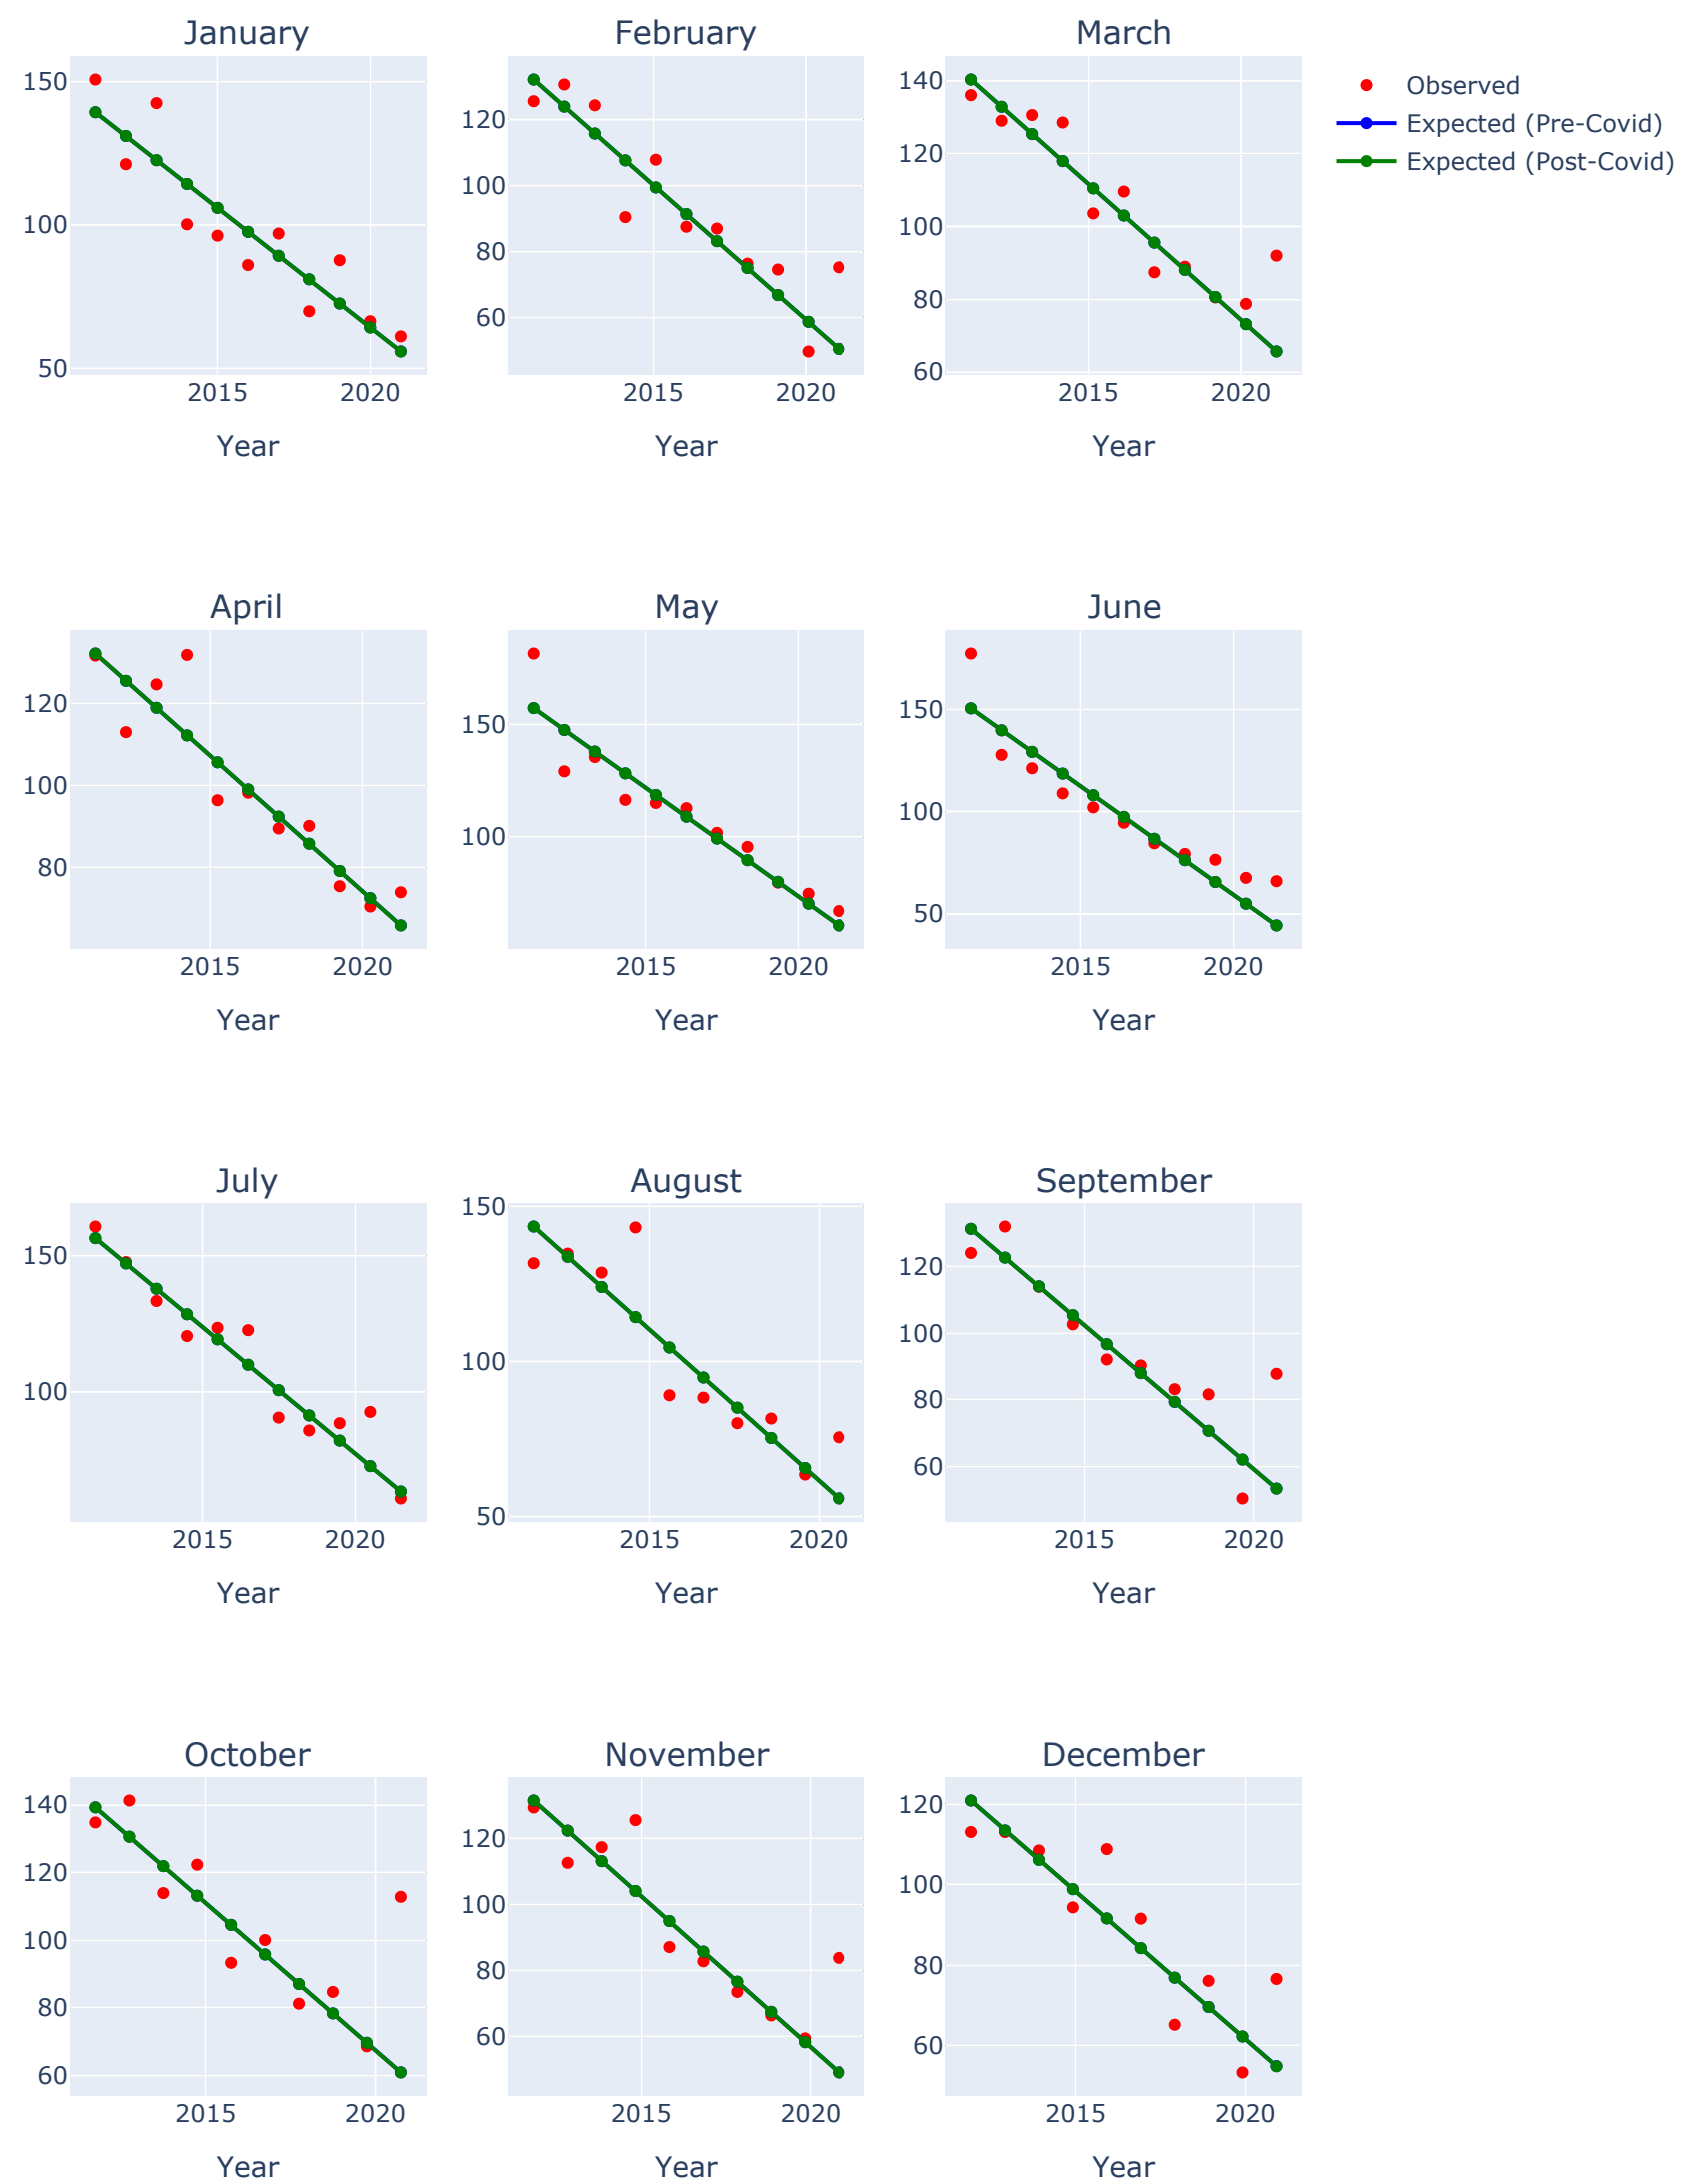 January
February
March
150
100
50
2015
2020
Year
120
100
80
60
2015
2020
Year
140
120
100
80
60
2015
2020
Year
Observed
Expected (Pre-Covid)
Expected (Post-Covid)
April
May
June
120
100
80
2015
2020
Year
150
100
2015
2020
Year
150
100
50
2015
2020
Year
July
August
September
150
100
2015
2020
Year
150
100
50
2015
2020
Year
120
100
80
60
2015
2020
Year
October
November
December
140
120
100
80
60
2015
2020
Year
120
100
80
60
2015
2020
Year
120
100
80
60
2015
2020
Year